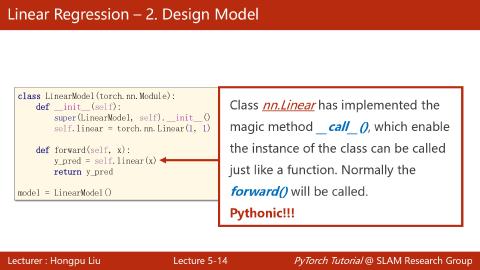 Linear Regression – 2. Design Model
class LinearModel(torch.nn.Module):
def __init__(self):
super(LinearModel, self).__init__()
self.linear = torch.nn.Linear(1, 1)
def forward(self, x):
y_pred = self.linear(x)
return y_pred
model = LinearModel()
Class nn.Linear has implemented the
magic method __call__(), which enable
the instance of the class can be called
just like a function. Normally the
forward() will be called.
Pythonic!!!
Lecturer : Hongpu Liu
Lecture 5-14
PyTorch Tutorial @ SLAM Research Group